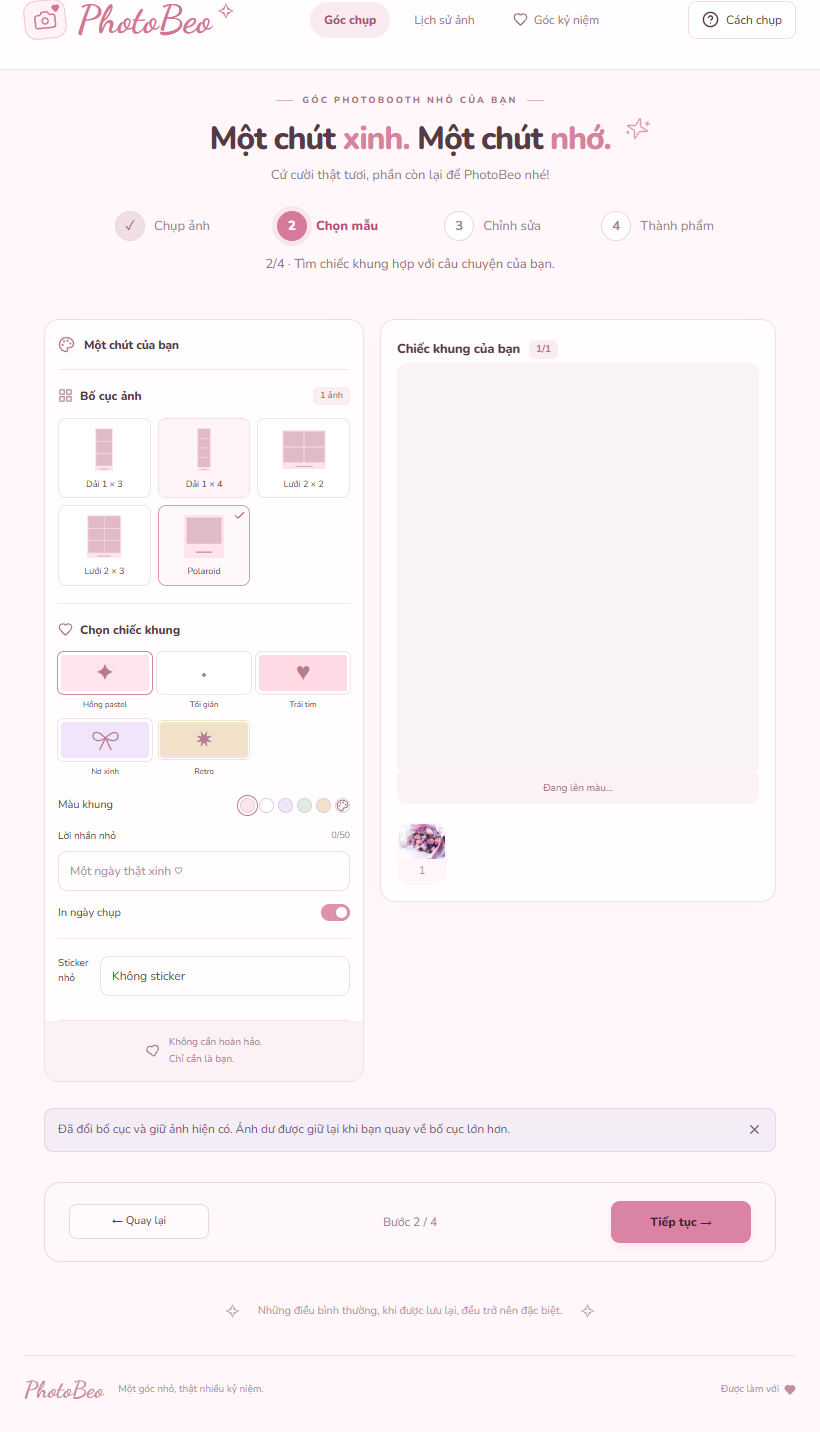 PhotoBeo
Góc chụp
Lịch sử ảnh
Góc kỷ niệm
Cách chụp
GÓC PHOTOBOOTH NHỎ CỦA BẠN
Một chút xinh. Một chút nhớ.
Cứ cười thật tươi, phần còn lại để PhotoBeo nhé!
✓ Chụp ảnh
2 Chọn mẫu
3 Chỉnh sửa
4 Thành phẩm
2/4 · Tìm chiếc khung hợp với câu chuyện của bạn.
Một chút của bạn
Bố cục ảnh
1 ảnh
Dải 1 × 3
Dải 1 × 4
Lưới 2 × 2
Lưới 2 × 3
Polaroid
Chọn chiếc khung
Hồng pastel
Tối giản
Trái tim
Nơ xinh
Retro
Màu khung
Lời nhắn nhỏ
0/50
Một ngày thật xinh ♡
In ngày chụp
Sticker
nhỏ
Không sticker
Không cần hoàn hảo.
Chỉ cần là bạn.
Chiếc khung của bạn
1/1
Đang lên màu...
1
Đã đổi bố cục và giữ ảnh hiện có. Ảnh dư được giữ lại khi bạn quay về bố cục lớn hơn.
← Quay lại
Bước 2 / 4
Tiếp tục →
Những điều bình thường, khi được lưu lại, đều trở nên đặc biệt.
PhotoBeo
Một góc nhỏ, thật nhiều kỷ niệm.
Được làm với